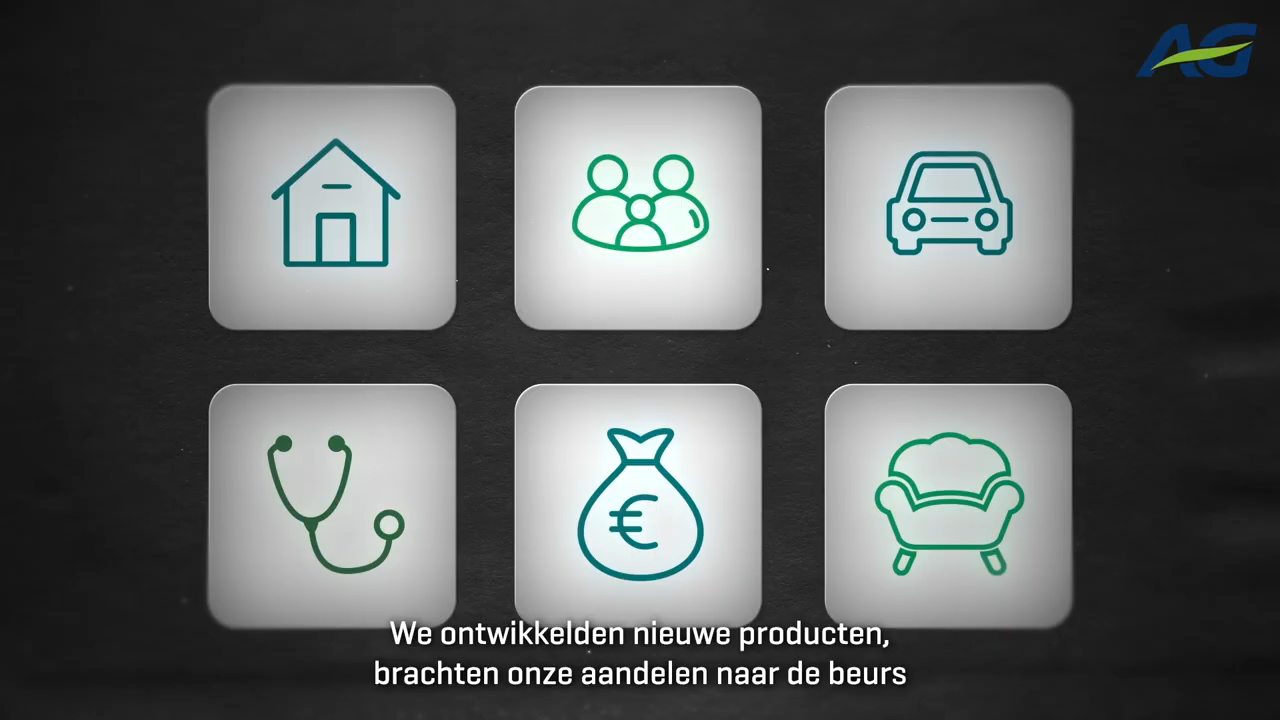 AG
€
We ontwikkelden nieuwe producten,
brachten onze aandelen naar de beurs